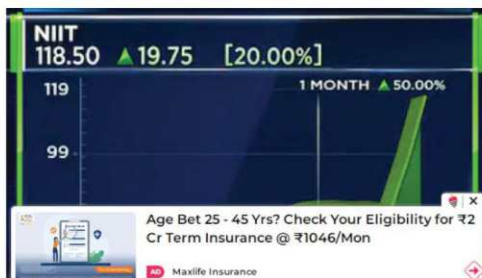 NIIT
118.50 ▲ 19.75 [20.00%]
119
1 MONTH ▲ 50.00%
99
Age Bet 25 - 45 Yrs? Check Your Eligibility for ₹2
Cr Term Insurance @ ₹1046/Mon
AD Maxlife Insurance